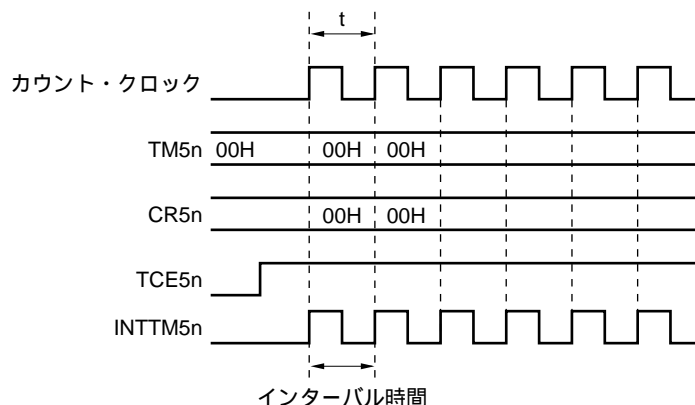 t
カウント・クロック
TM5n 00H 00H 00H
CR5n 00H 00H
TCE5n
INTTM5n
インターバル時間